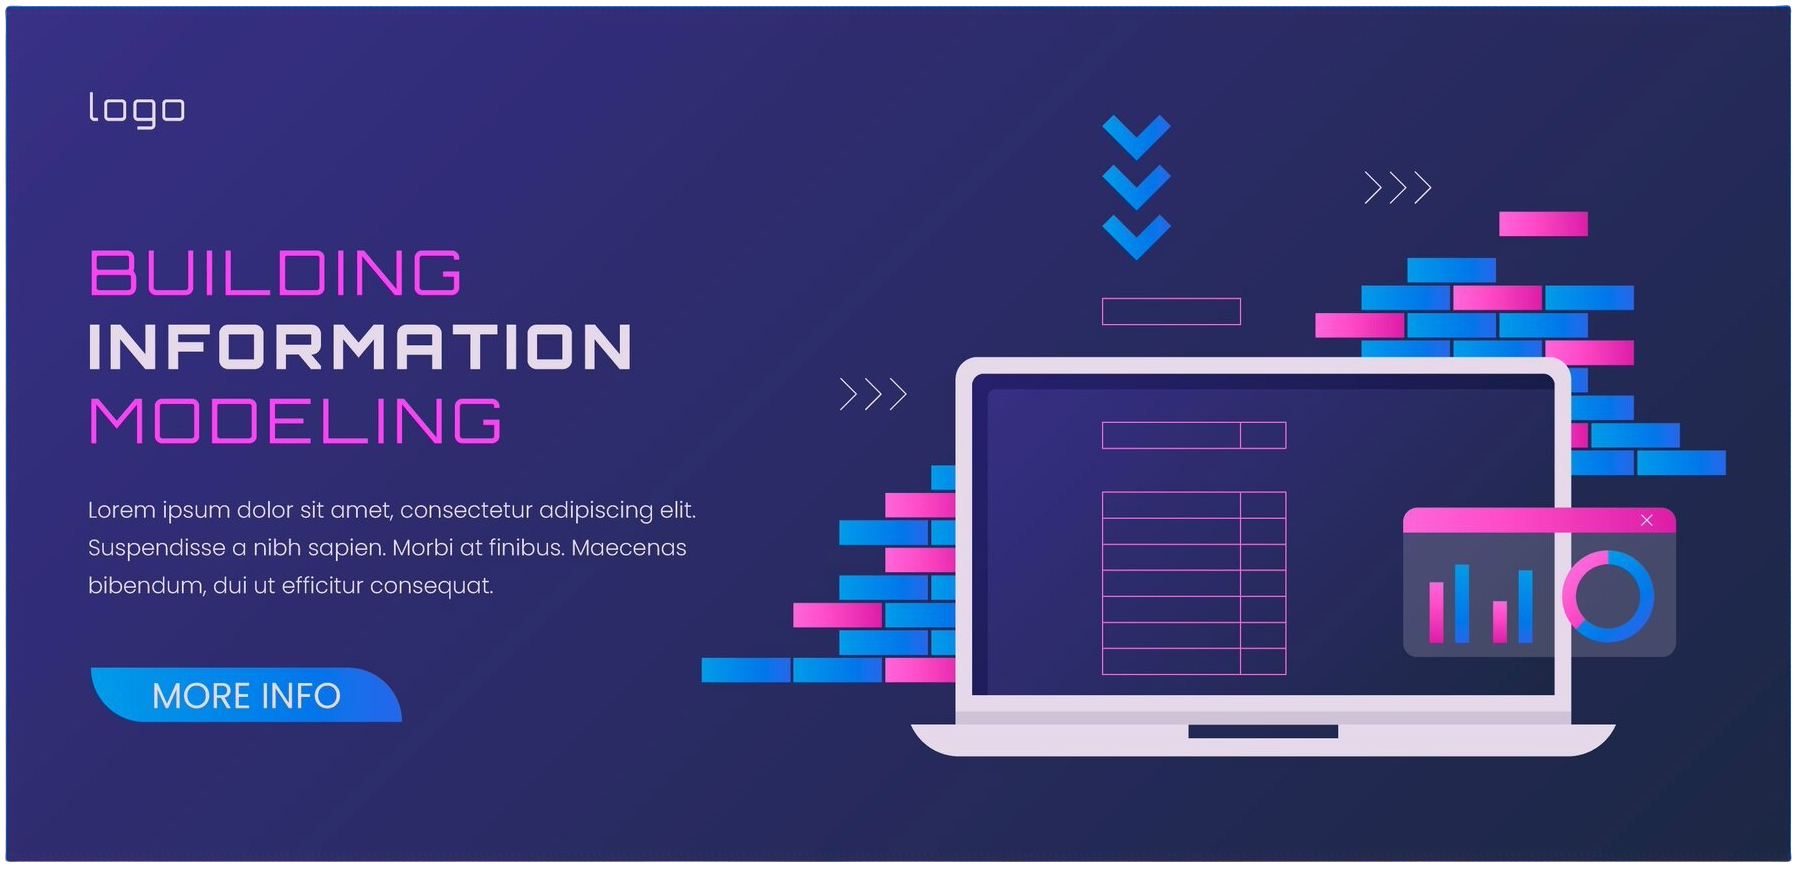 logo
BUILDING
INFORMATION
MODELING
Lorem ipsum dolor sit amet, consectetur adipiscing elit.
Suspendisse a nibh sapien. Morbi at finibus. Maecenas
bibendum, dui ut efficitur consequat.
MORE INFO